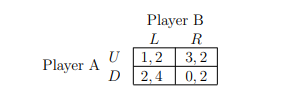 Player B
L R
Player A U 1, 2 3, 2
D 2, 4 0, 2